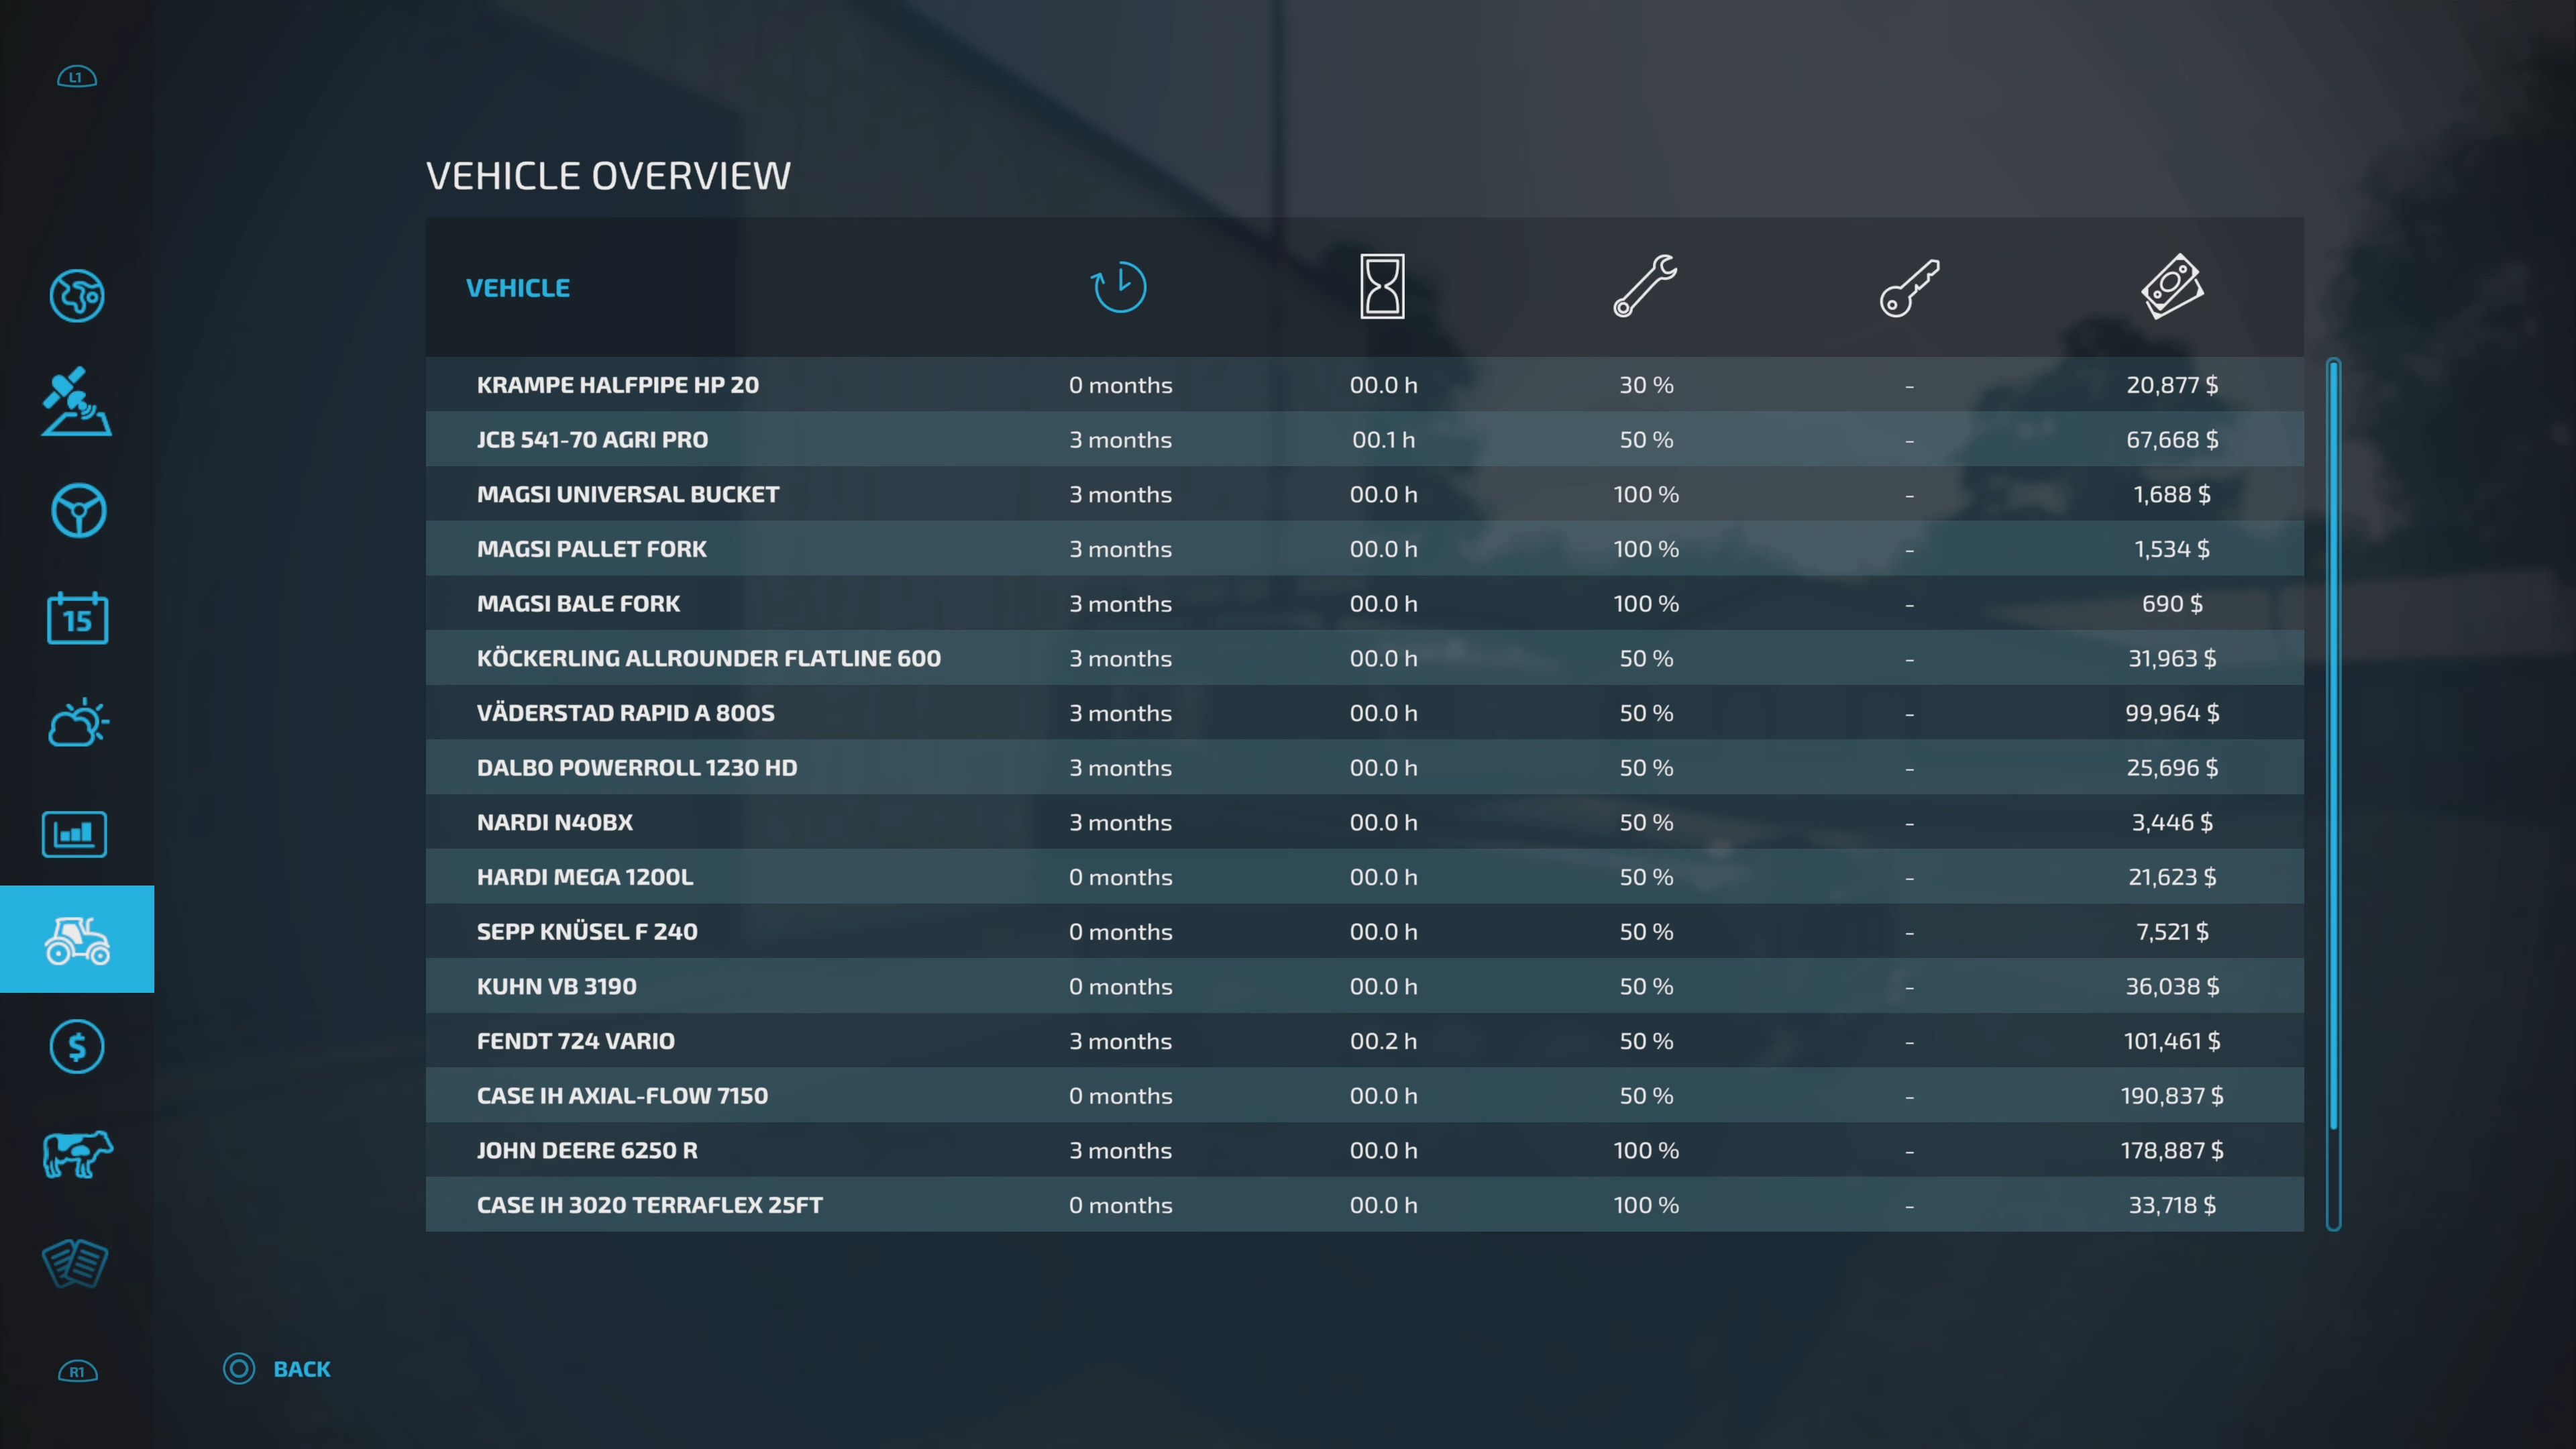 L1
VEHICLE OVERVIEW
VEHICLE
KRAMPE HALFPIPE HP 20 0 months 00.0 h 30 % - 20,877 $
JCB 541-70 AGRI PRO 3 months 00.1 h 50 % - 67,668 $
MAGSI UNIVERSAL BUCKET 3 months 00.0 h 100 % - 1,688 $
MAGSI PALLET FORK 3 months 00.0 h 100 % - 1,534 $
MAGSI BALE FORK 3 months 00.0 h 100 % - 690 $
KÖCKERLING ALLROUNDER FLATLINE 600 3 months 00.0 h 50 % - 31,963 $
VÄDERSTAD RAPID A 800S 3 months 00.0 h 50 % - 99,964 $
DALBO POWERROLL 1230 HD 3 months 00.0 h 50 % - 25,696 $
NARDI N40BX 3 months 00.0 h 50 % - 3,446 $
HARDI MEGA 1200L 0 months 00.0 h 50 % - 21,623 $
SEPP KNÜSEL F 240 0 months 00.0 h 50 % - 7,521 $
KUHN VB 3190 0 months 00.0 h 50 % - 36,038 $
FENDT 724 VARIO 3 months 00.2 h 50 % - 101,461 $
CASE IH AXIAL-FLOW 7150 0 months 00.0 h 50 % - 190,837 $
JOHN DEERE 6250 R 3 months 00.0 h 100 % - 178,887 $
CASE IH 3020 TERRAFLEX 25FT 0 months 00.0 h 100 % - 33,718 $
15
$
R1
BACK